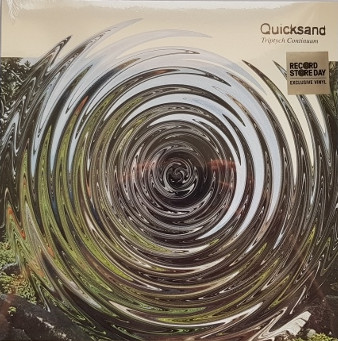 Quicksand
Triptych Continuum
RECORD
STORE DAY
EXCLUSIVE VINYL